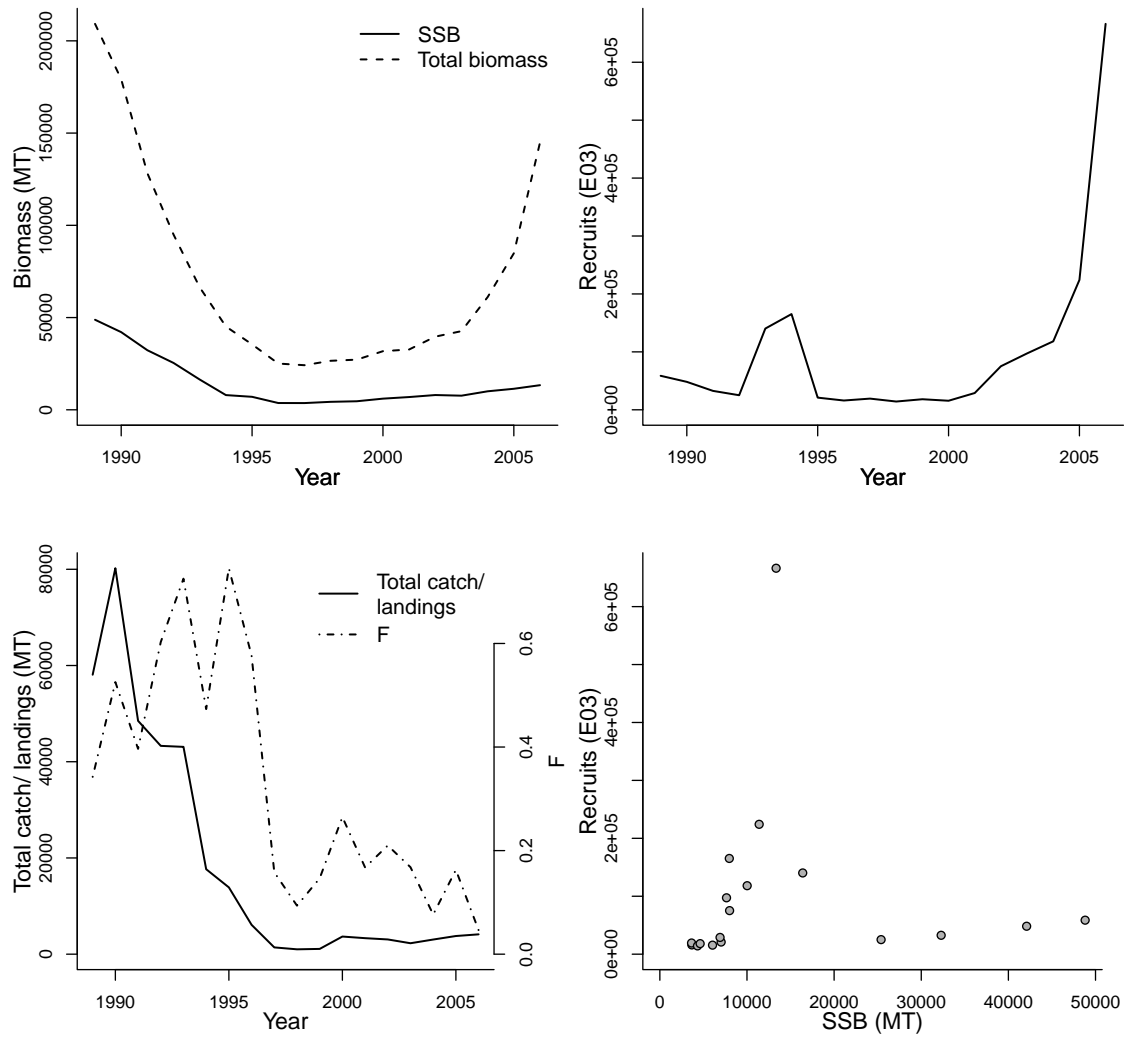 SSB
Total biomass
Biomass (MT)
0
50000
100000
150000
200000
1990
1995
2000
2005
Year
Recruits (E03)
0e+00
2e+05
4e+05
6e+05
1990
1995
2000
2005
Year
Total catch/
landings
F
Total catch/ landings (MT)
0
20000
40000
60000
80000
0.0
0.2
0.4
0.6
F
1990
1995
2000
2005
Year
Recruits (E03)
0e+00
2e+05
4e+05
6e+05
0
10000
20000
30000
40000
50000
SSB (MT)